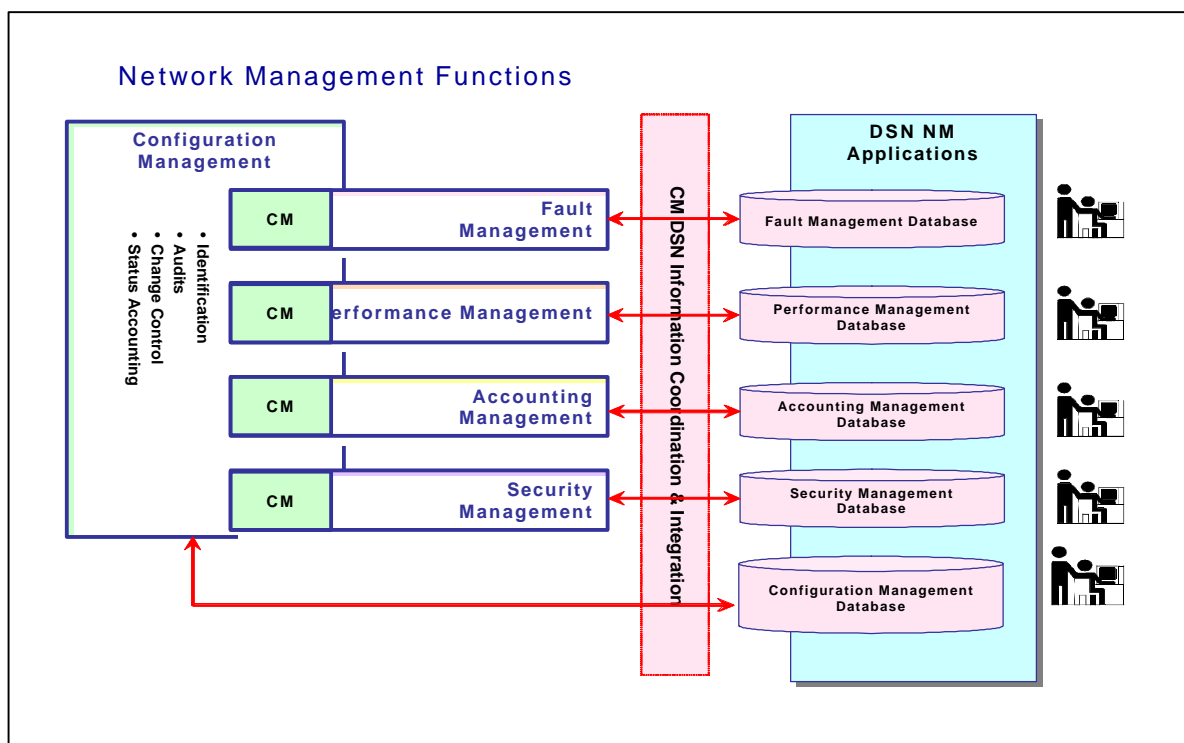 Network Management Functions
Configuration
Management
• Identification
• Audits
• Change Control
• Status Accounting
CM
Fault
Management
CM
erformance Management
CM
Accounting
Management
CM
Security
Management
CM DSN Information Coordination & Integration
DSN NM
Applications
Fault Management Database
Performance Management
Database
Accounting Management
Database
Security Management
Database
Configuration Management
Database